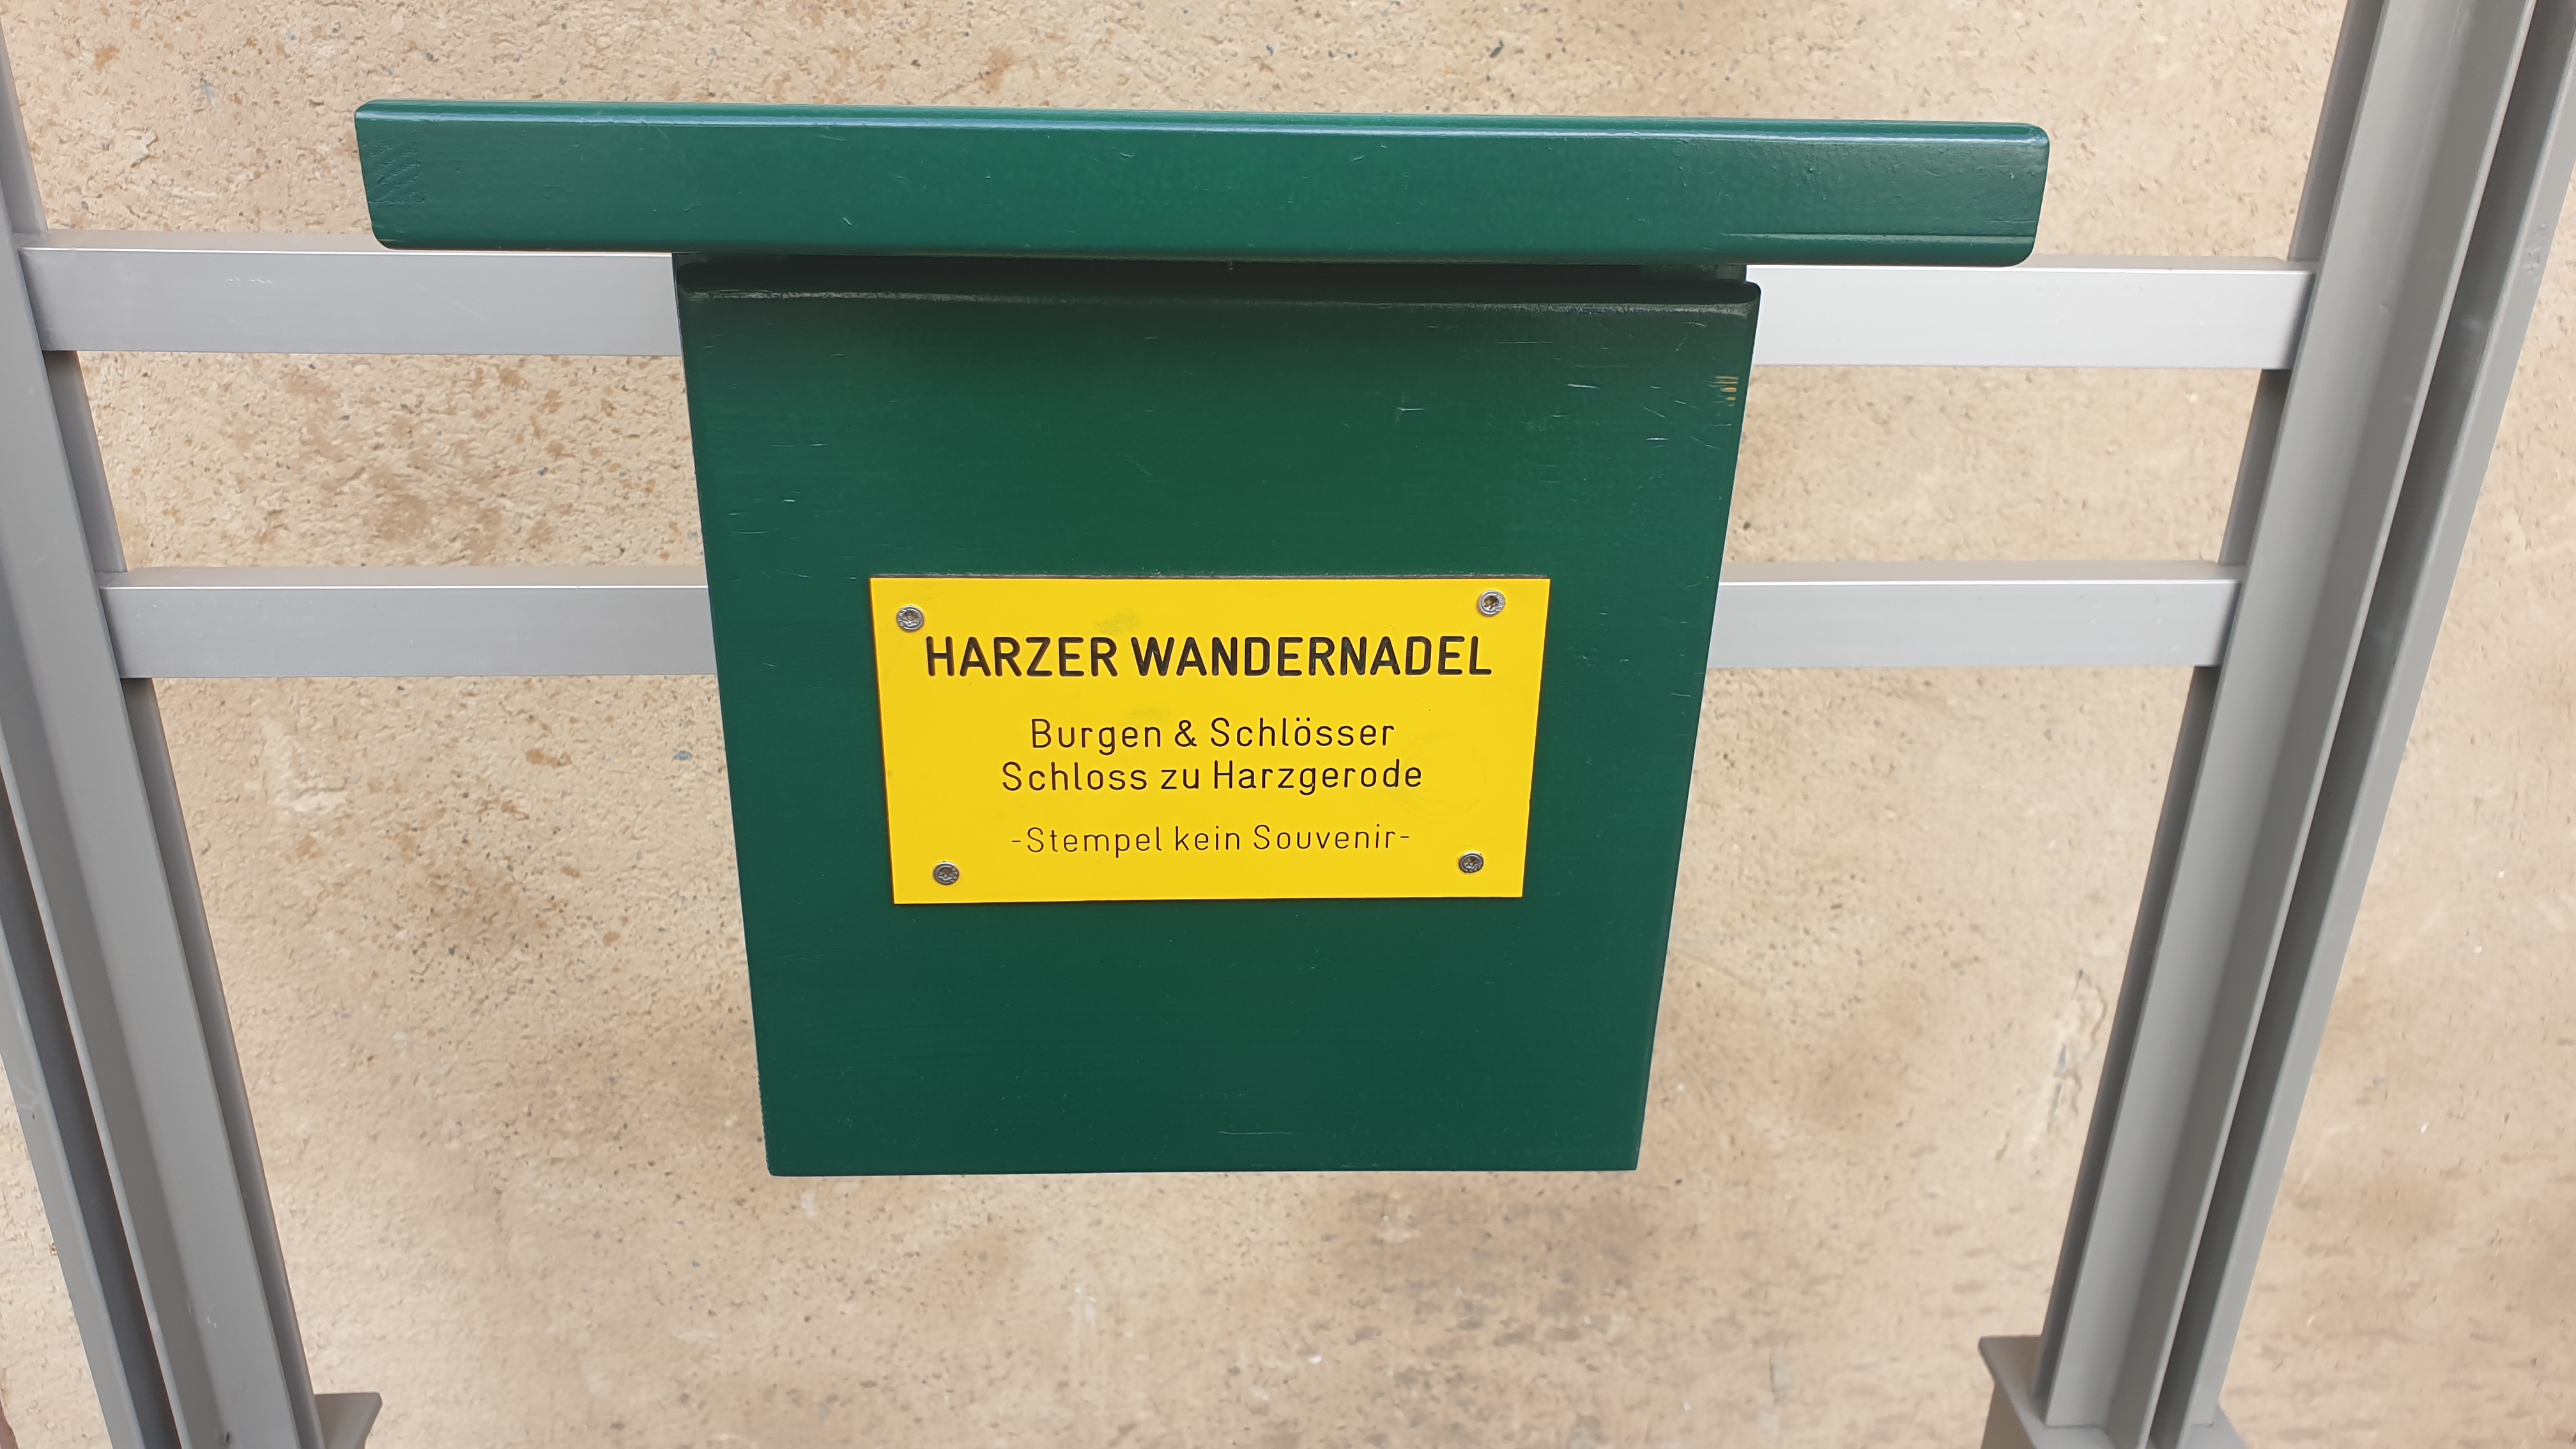 HARZER WANDERNADEL
Burgen & Schlösser
Schloss zu Harzgerode
-Stempel kein Souvenir-